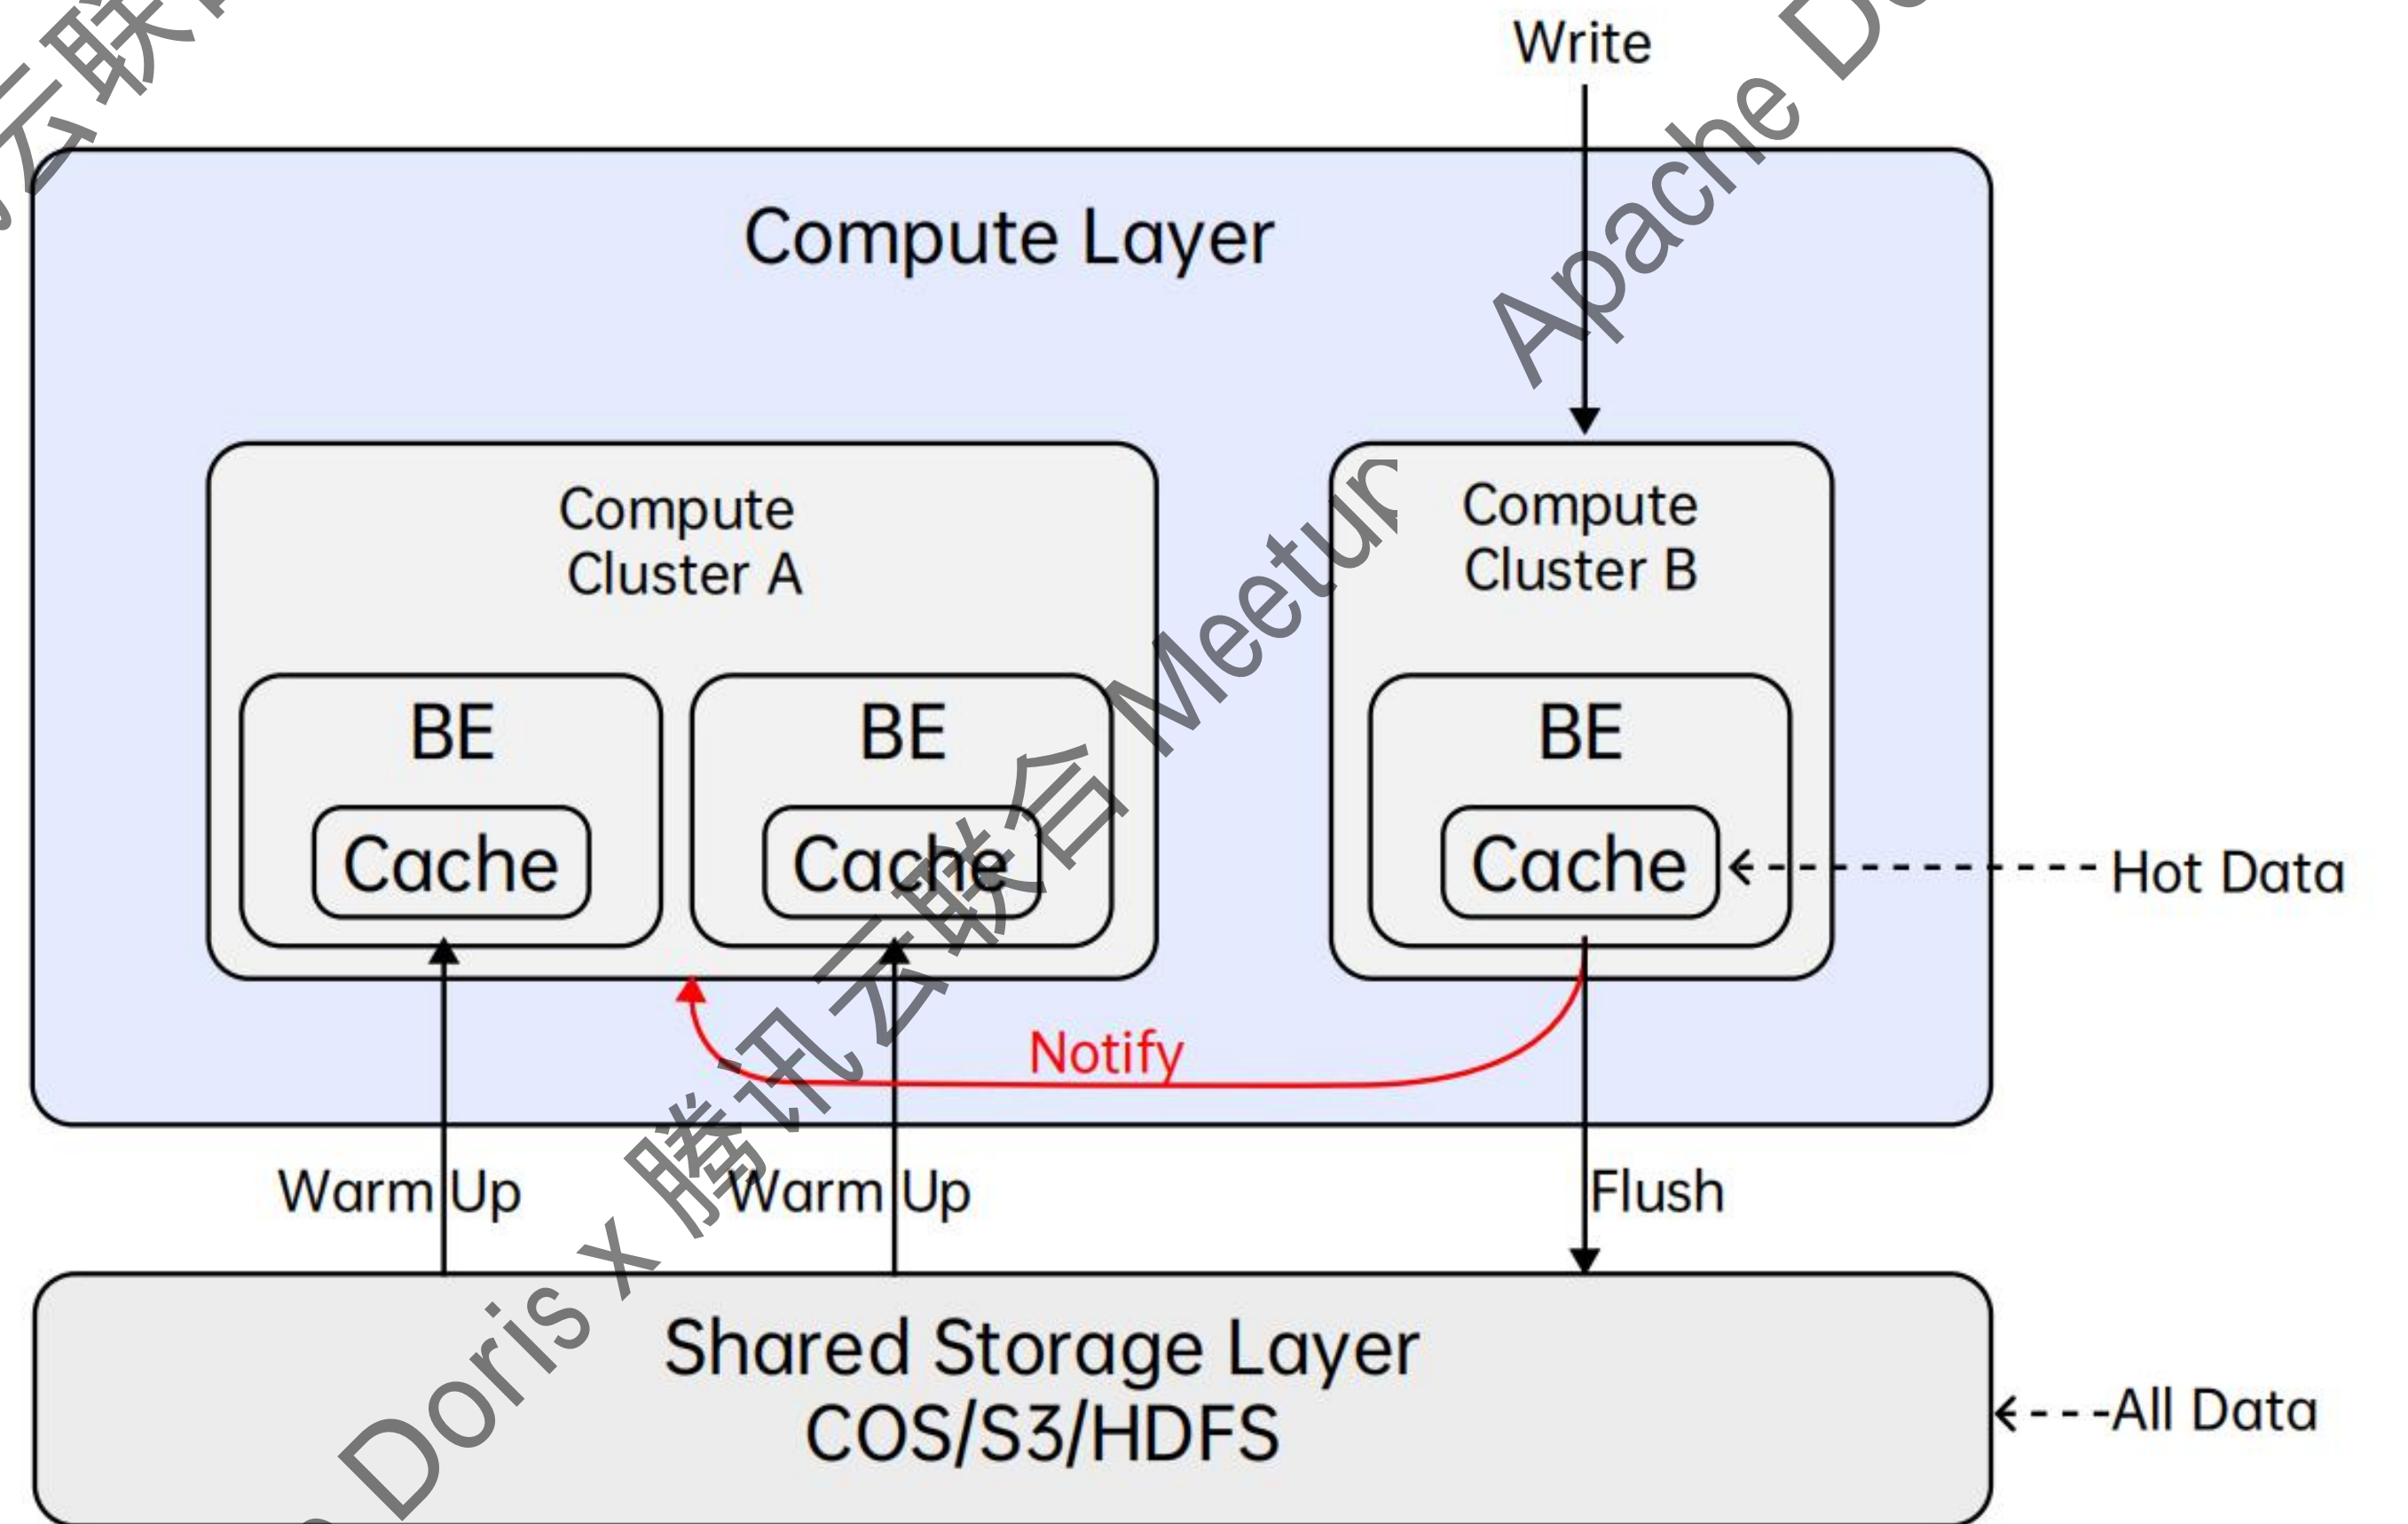 Write
Compute Layer
Compute
Cluster A
Compute
Cluster B
BE
BE
BE
Cache
Cache
Cache
Hot Data
Notify
Warm Up
Warm Up
Flush
Shared Storage Layer
COS/S3/HDFS
All Data
Apache
Doris x 腾讯云联合 Meetup
云联